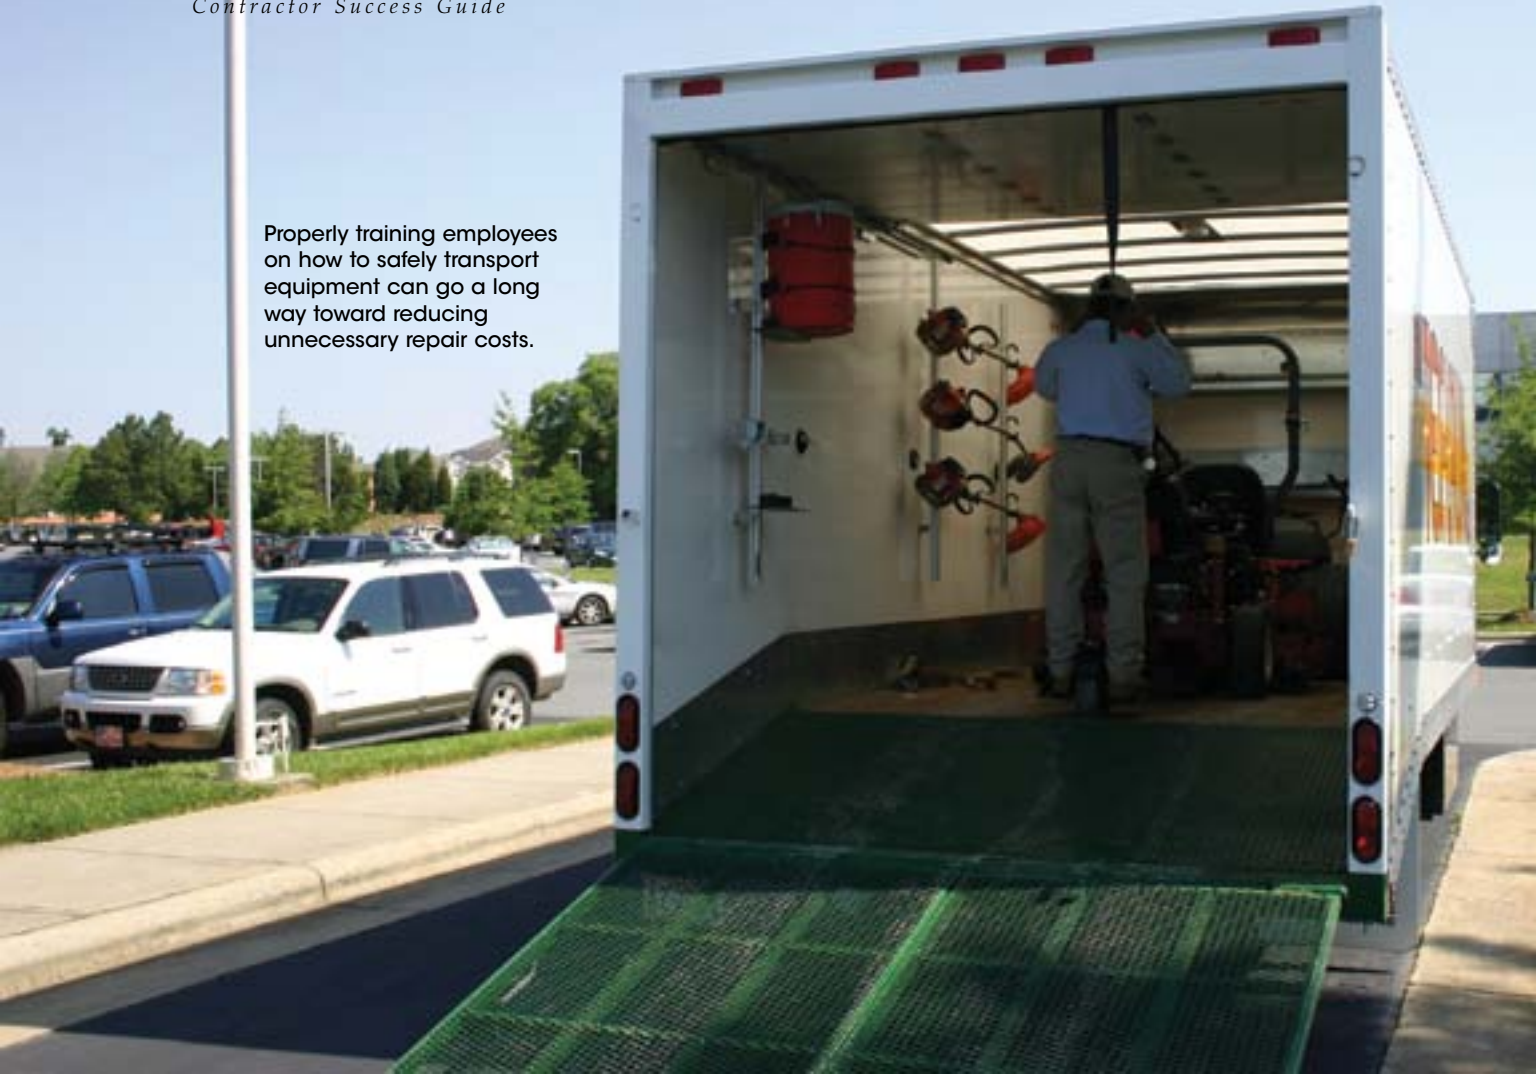 Contractor Success Guide
Properly training employees
on how to safely transport
equipment can go a long
way toward reducing
unnecessary repair costs.